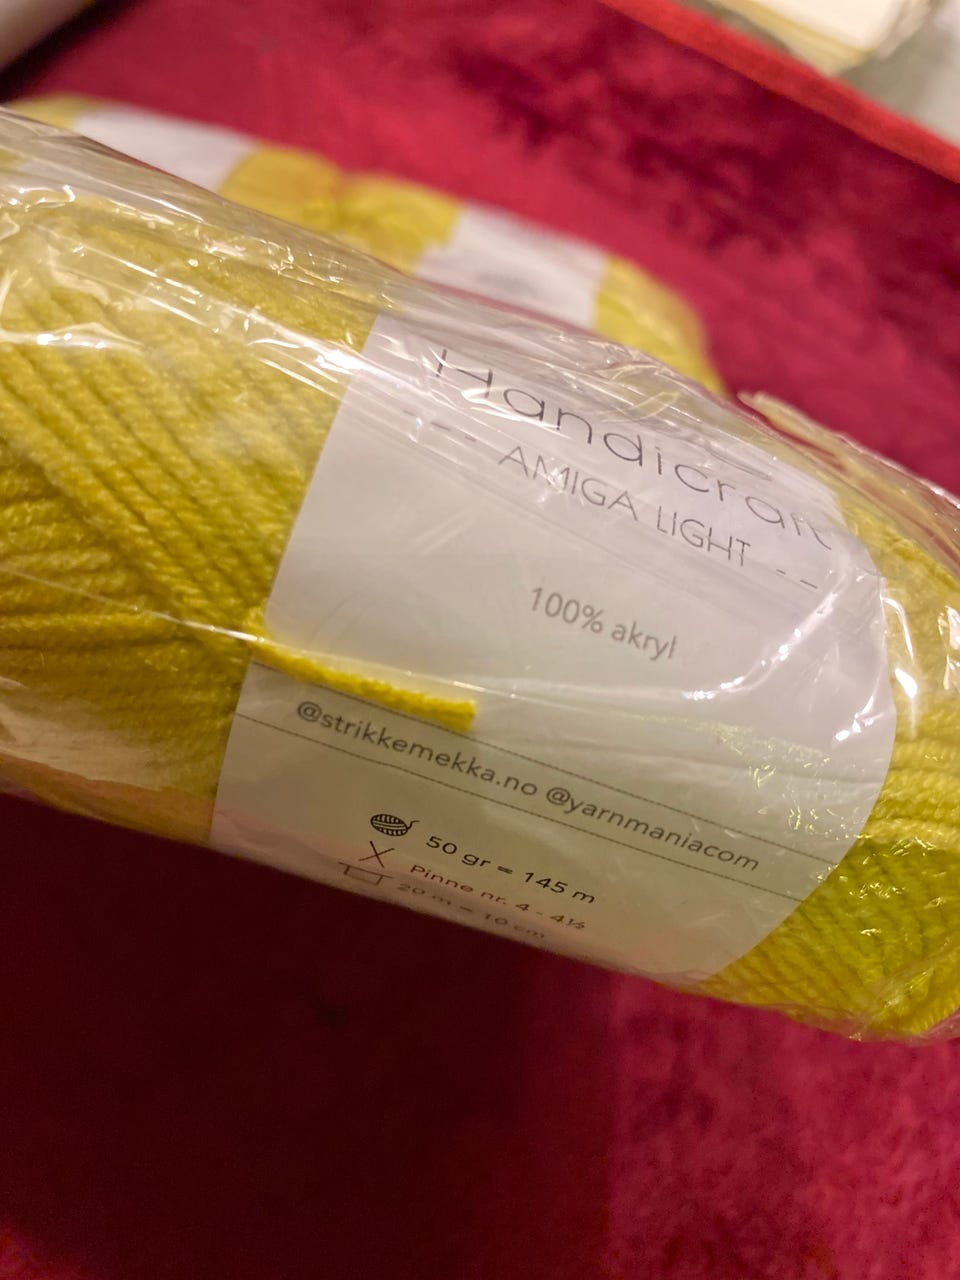 Handicraft
-- AMIGA LIGHT --
100% akryl
@strikkemekka.no @yarnmaniacom
50 gr = 145 m
Pinne nr. 4 - 4½
20 m = 10 cm